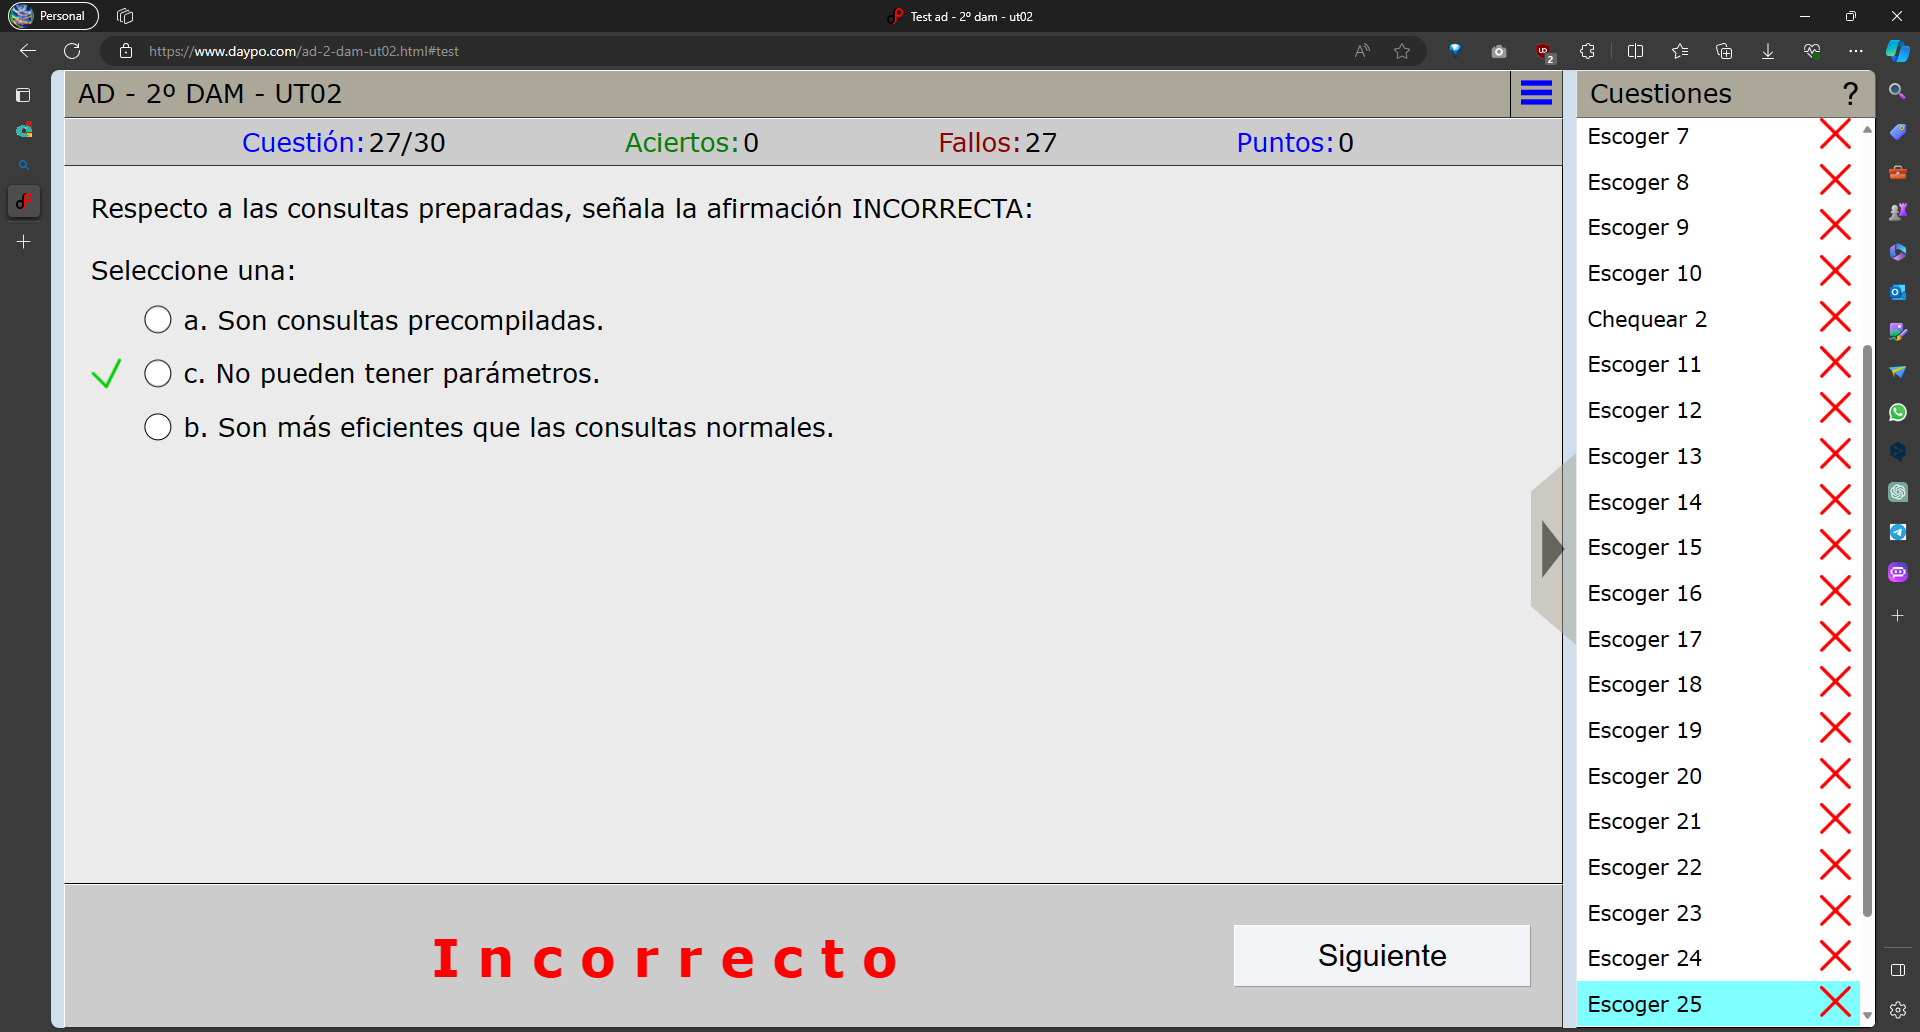 Personal
Test ad - 2º dam - ut02
https://www.daypo.com/ad-2-dam-ut02.html#test
2
AD - 2º DAM - UT02
Cuestiones
?
Cuestión: 27/30
Aciertos: 0
Fallos: 27
Puntos: 0
Respecto a las consultas preparadas, señala la afirmación INCORRECTA:
Seleccione una:
a. Son consultas precompiladas.
c. No pueden tener parámetros.
b. Son más eficientes que las consultas normales.
Incorrecto
Siguiente
Escoger 7
Escoger 8
Escoger 9
Escoger 10
Chequear 2
Escoger 11
Escoger 12
Escoger 13
Escoger 14
Escoger 15
Escoger 16
Escoger 17
Escoger 18
Escoger 19
Escoger 20
Escoger 21
Escoger 22
Escoger 23
Escoger 24
Escoger 25